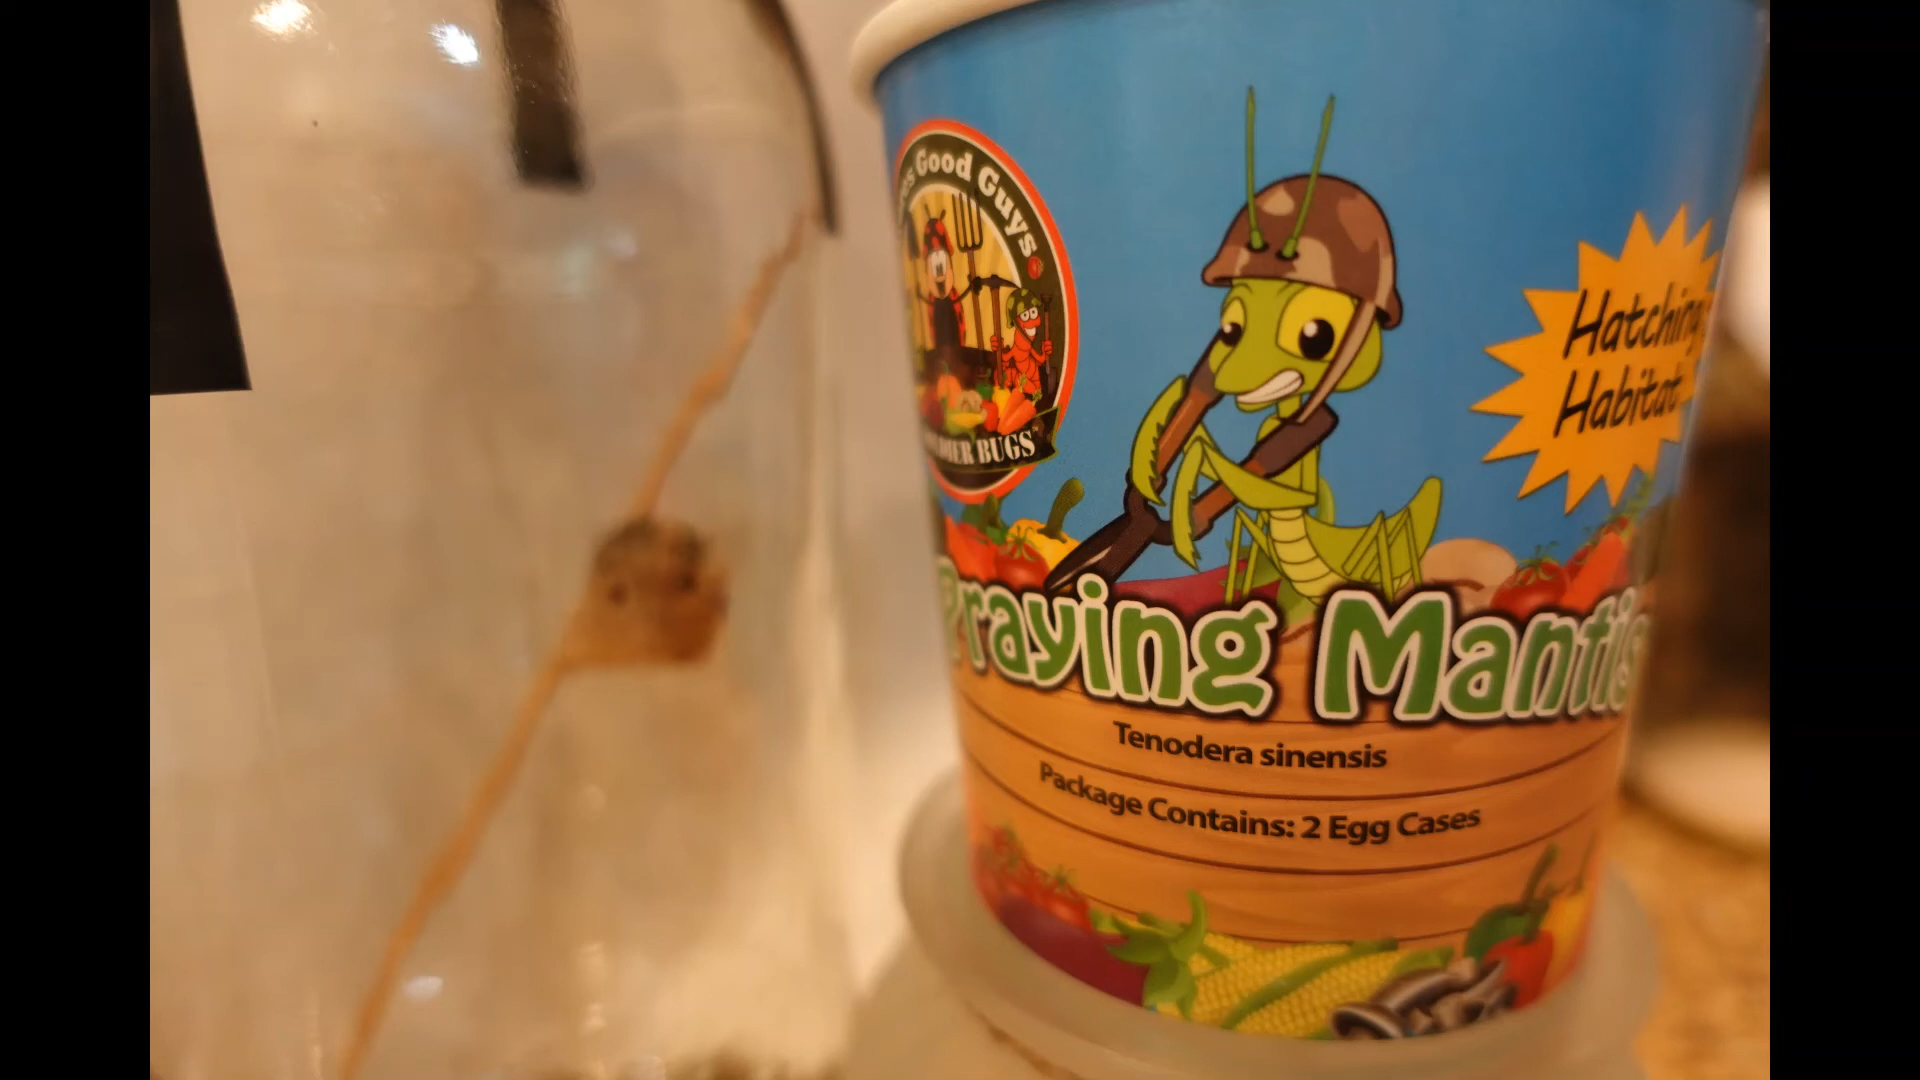 Good Guys
BUGS
Hatching
Habitat
Praying Mantis
Tenodera sinensis
Package Contains: 2 Egg Cases